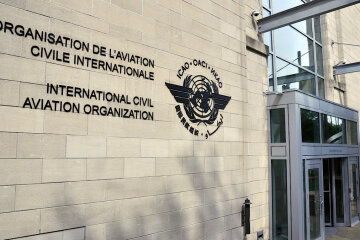 ORGANISATION DE L'AVIATION
CIVILE INTERNATIONALE
INTERNATIONAL CIVIL
AVIATION ORGANIZATION
ICAO · OACI · ИКАО